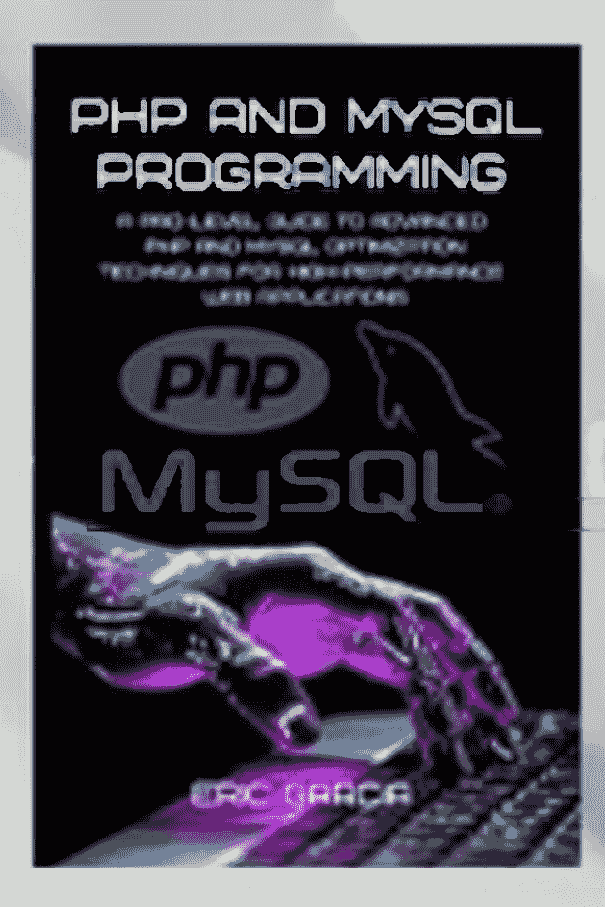 PHP AND MYSQL
PROGRAMMING
A PRO-LEVEL GUIDE TO ADVANCED
PHP AND MYSQL OPTIMIZATION
TECHNIQUES FOR HIGH-PERFORMANCE
WEB APPLICATIONS
php
MySQL
ERIC